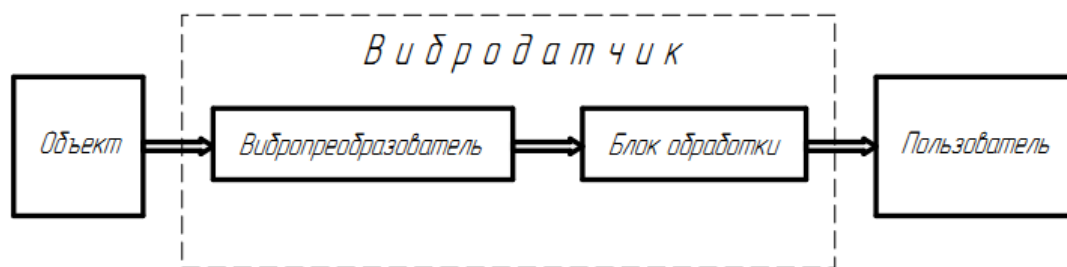 Вибродатчик
Объект
Вибропреобразователь
Блок обработки
Пользователь